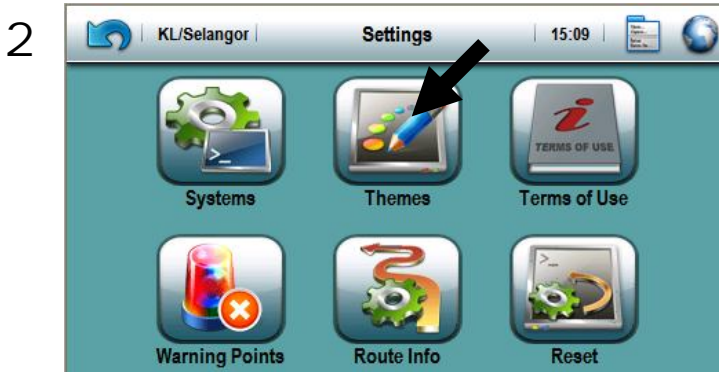 2
KL/Selangor Settings 15:09
>_ TERMS OF USE
Systems Themes Terms of Use
>_
Warning Points Route Info Reset